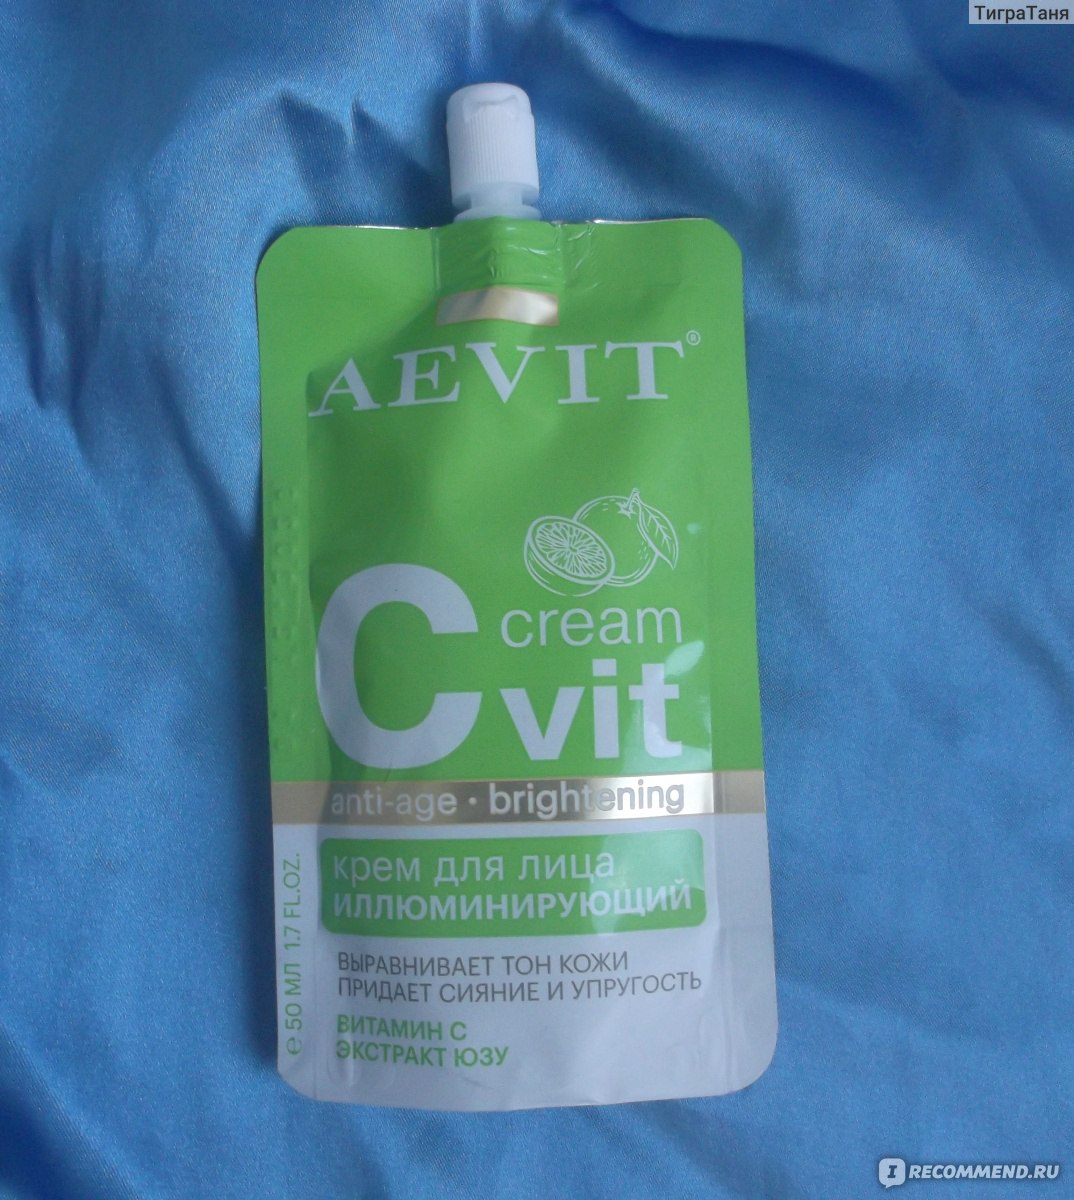 ТиграТаня
AEVIT®
C cream
vit
anti-age · brightening
крем для лица
ИЛЛЮМИНИРУЮЩИЙ
ВЫРАВНИВАЕТ ТОН КОЖИ
ПРИДАЕТ СИЯНИЕ И УПРУГОСТЬ
ВИТАМИН С
ЭКСТРАКТ ЮЗУ
℮ 50 МЛ 1.7 FL.OZ.
IRECOMMEND.RU